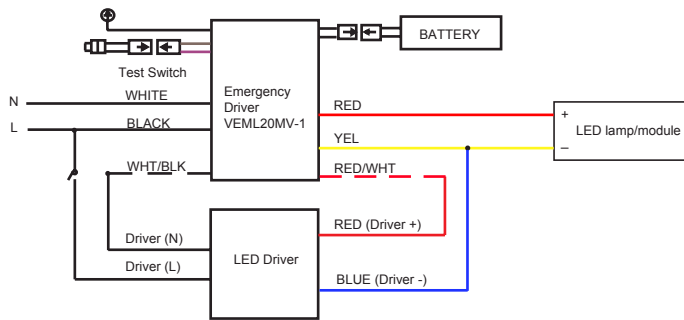 BATTERY
Test Switch
Emergency
Driver
VEML20MV-1
N
WHITE
L
BLACK
RED
+
LED lamp/module
YEL
–
WHT/BLK
RED/WHT
RED (Driver +)
Driver (N)
LED Driver
Driver (L)
BLUE (Driver -)